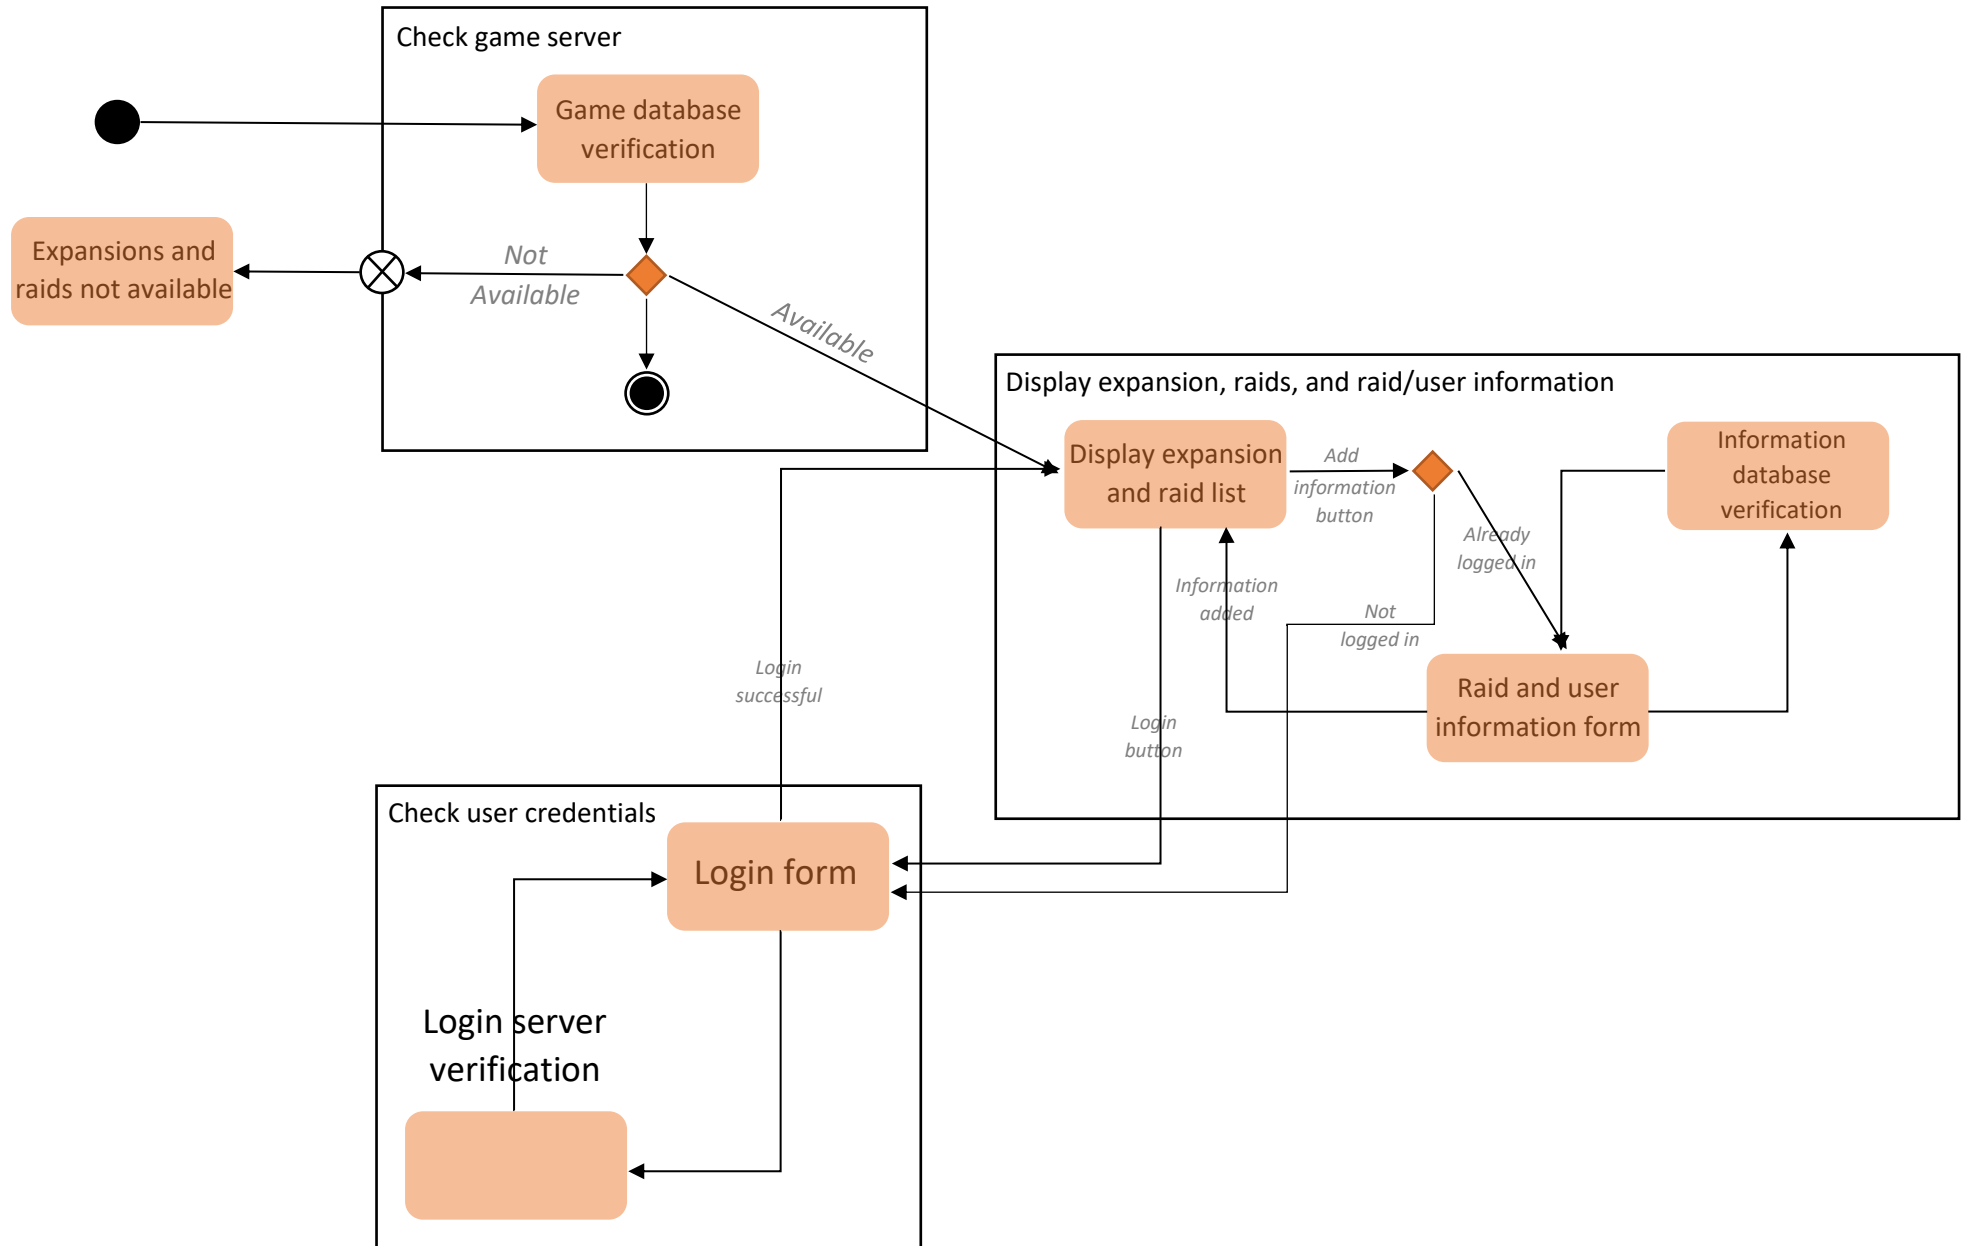 Check game server
Game database
verification
Expansions and
raids not available
Not
Available
Available
Display expansion, raids, and raid/user information
Display expansion
and raid list
Add
information
button
Information
database
verification
Already
logged in
Information
added
Not
logged in
Raid and user
information form
Login
successful
Login
button
Check user credentials
Login form
Login server
verification